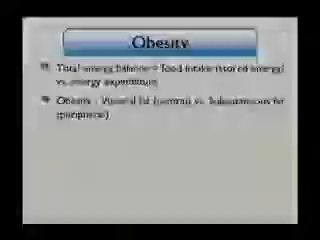 Obesity
Total energy balance = food intake (stored energy)
vs. energy expenditure
Obesity - Visceral fat (central) vs. Subcutaneous fat
(peripheral)